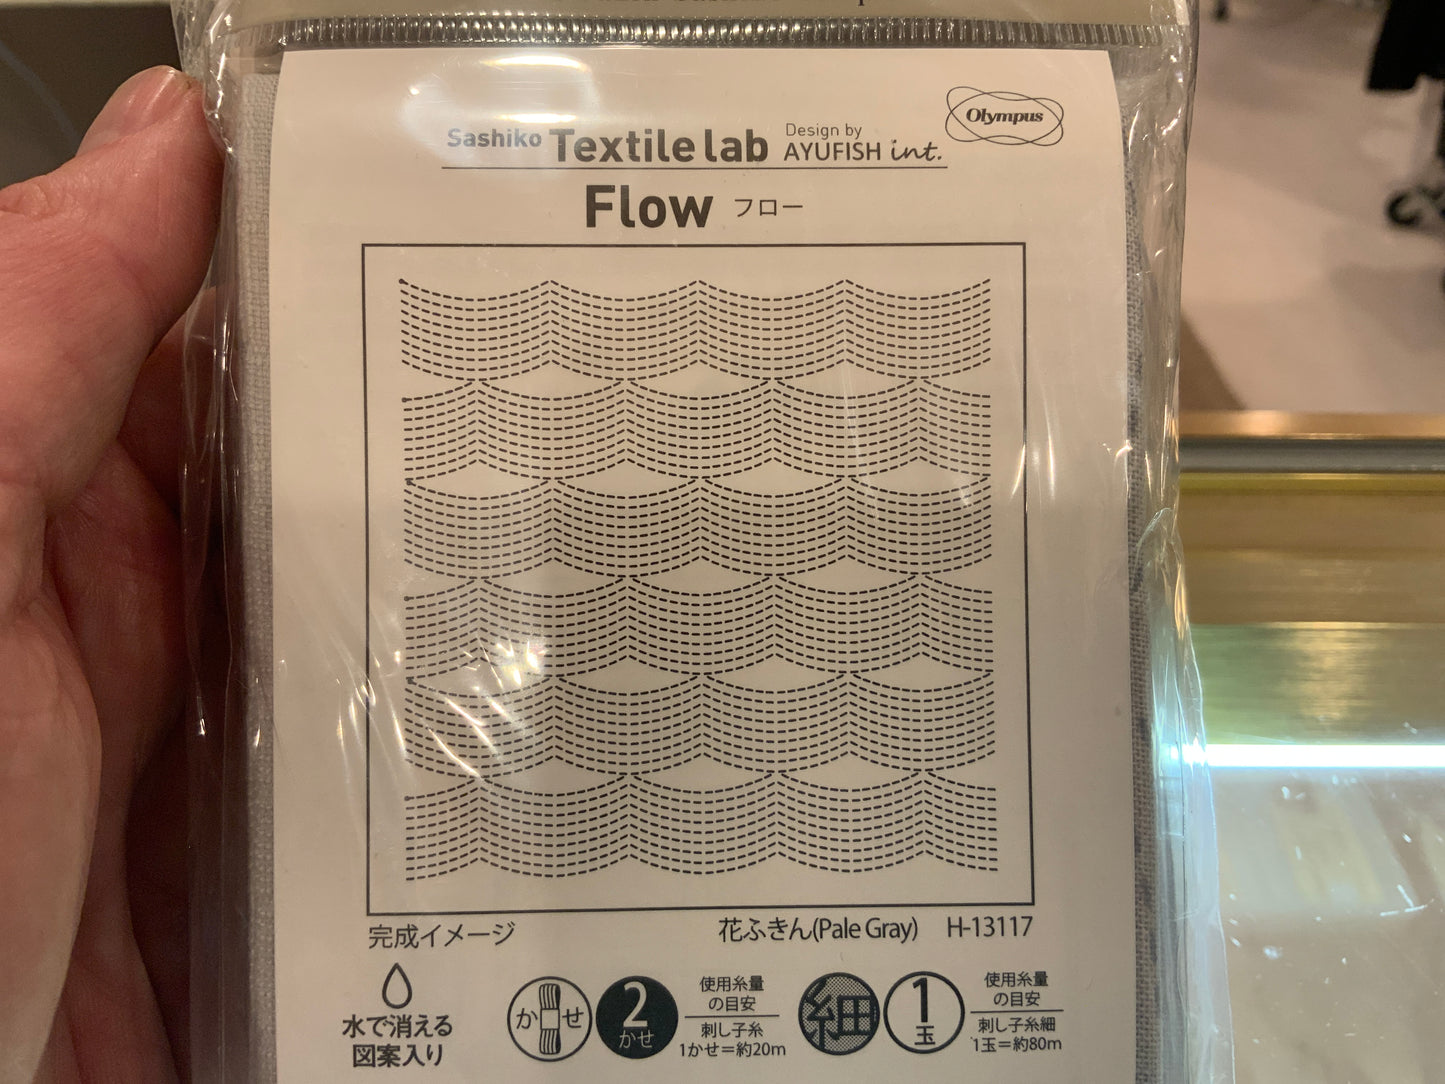 Sashiko Textile lab Design by AYUFISH int.
Olympus
Flow フロー
完成イメージ
花ふきん(Pale Gray) H-13117
水で消える
図案入り
かせ
2
かせ
使用糸量
の目安
刺し子糸
1かせ=約20m
細
1
玉
使用糸量
の目安
刺し子糸細
1玉=約80m